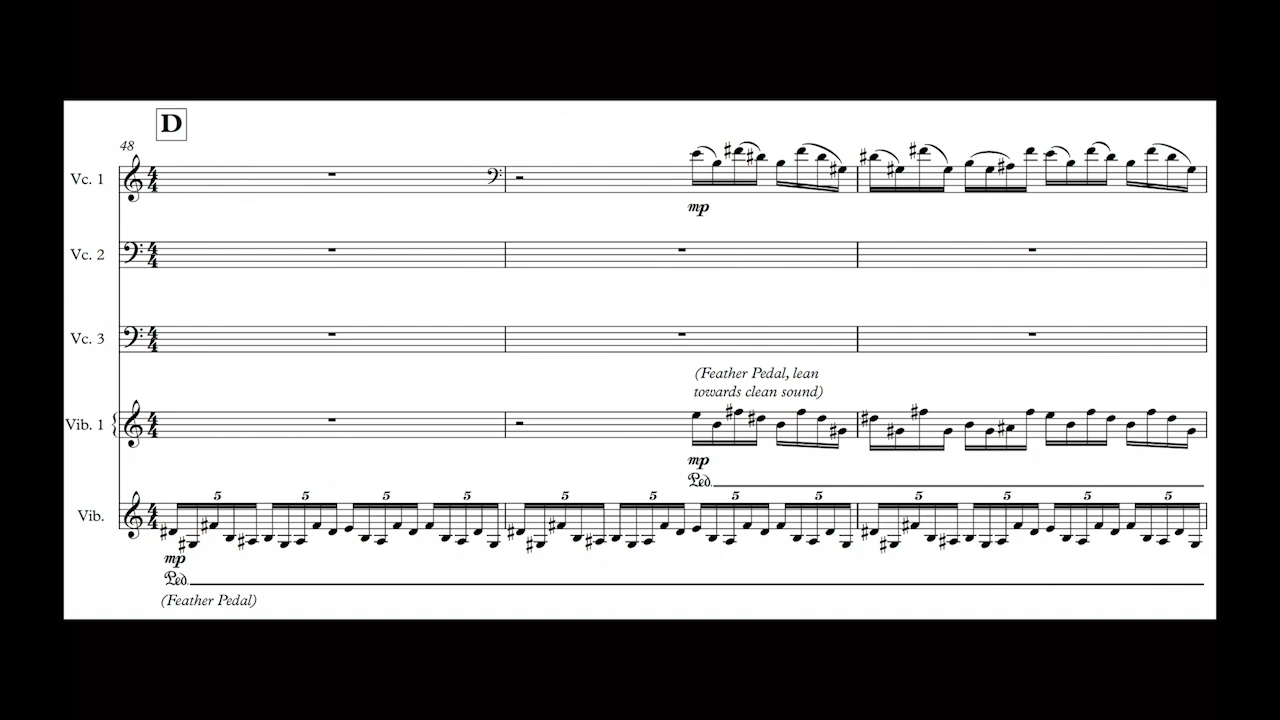 D
48
Vc. 1
mp
Vc. 2
Vc. 3
(Feather Pedal, lean
towards clean sound)
Vib. 1
mp
Ped.
5 5 5 5 5 5 5 5 5 5 5 5
Vib.
mp
Ped.
(Feather Pedal)